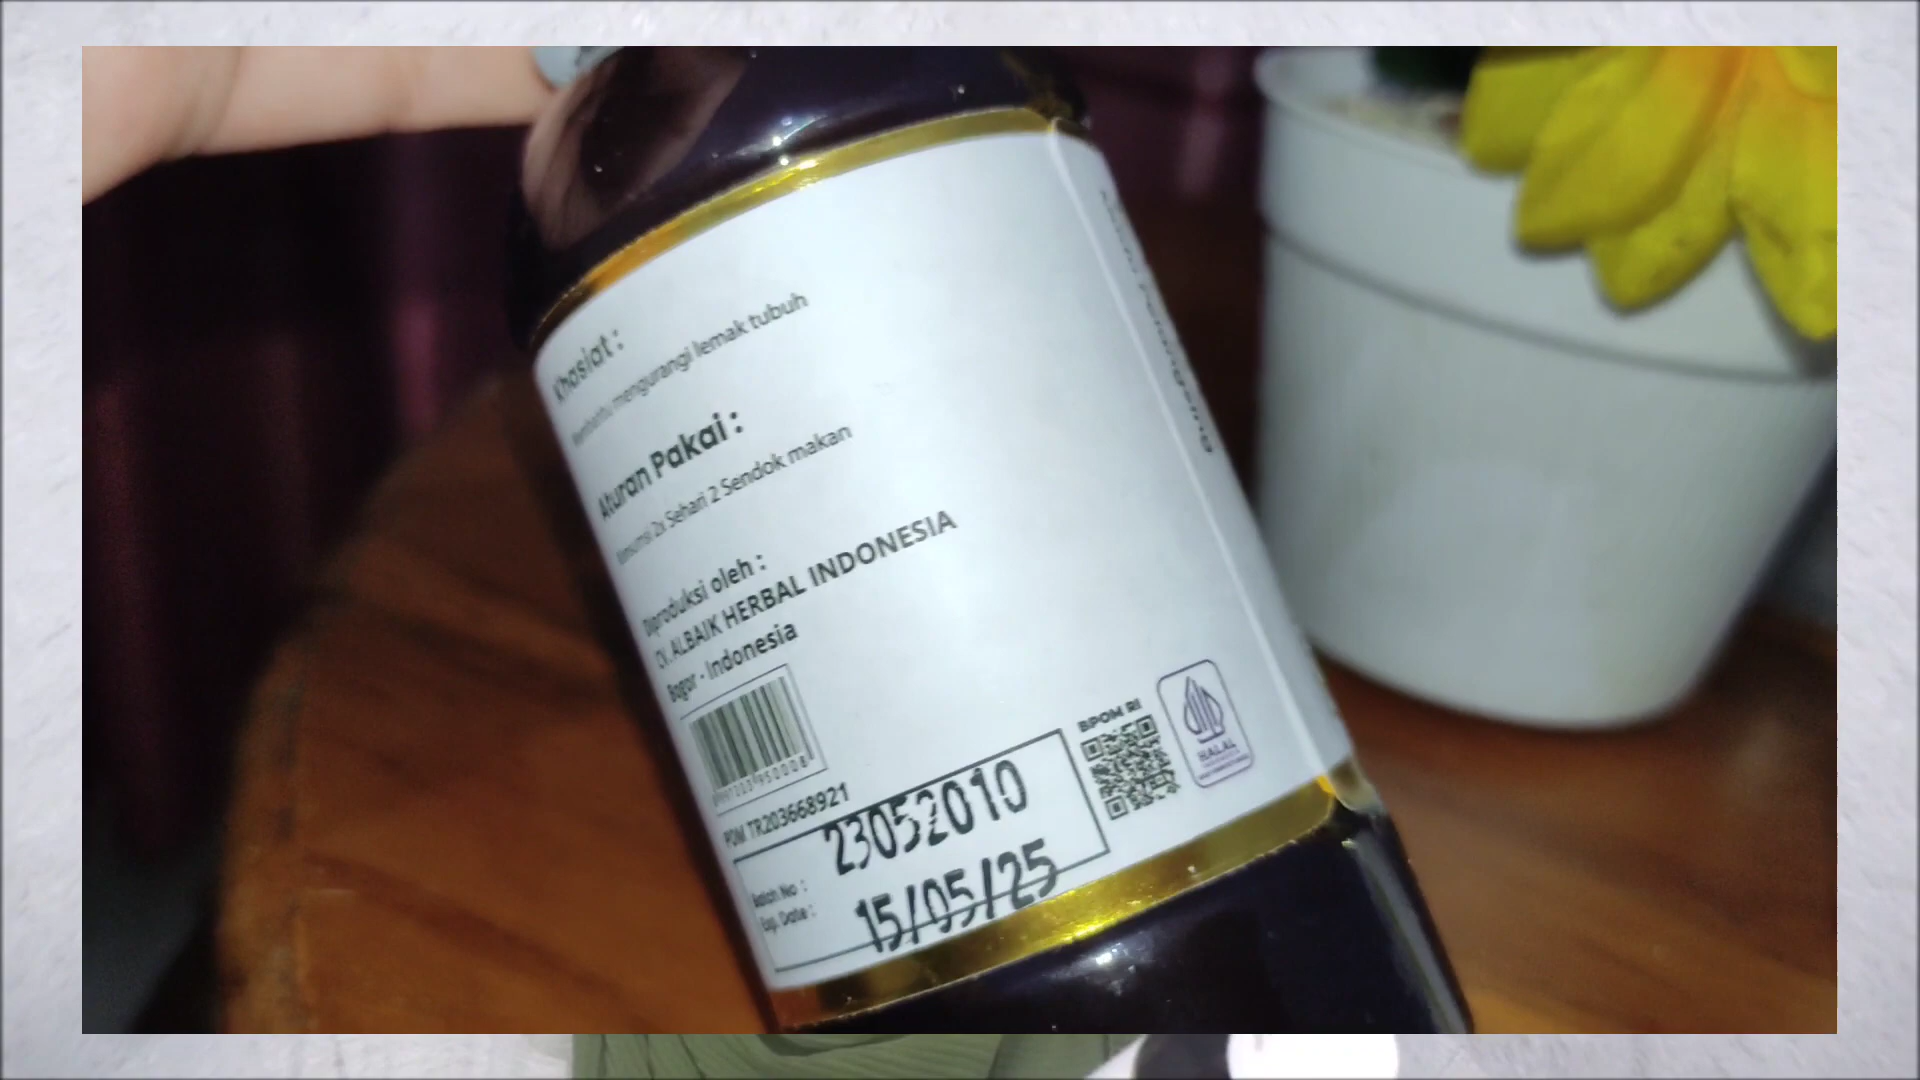 Khasiat :
Membantu mengurangi lemak tubuh
Aturan Pakai :
Konsumsi 2x Sehari 2 Sendok makan
Diproduksi oleh :
CV. ALBAIK HERBAL INDONESIA
Bogor - Indonesia
POM TR203668921
Batch No : 23052010
Exp. Date : 15/05/25
BPOM RI
HALAL
INDONESIA